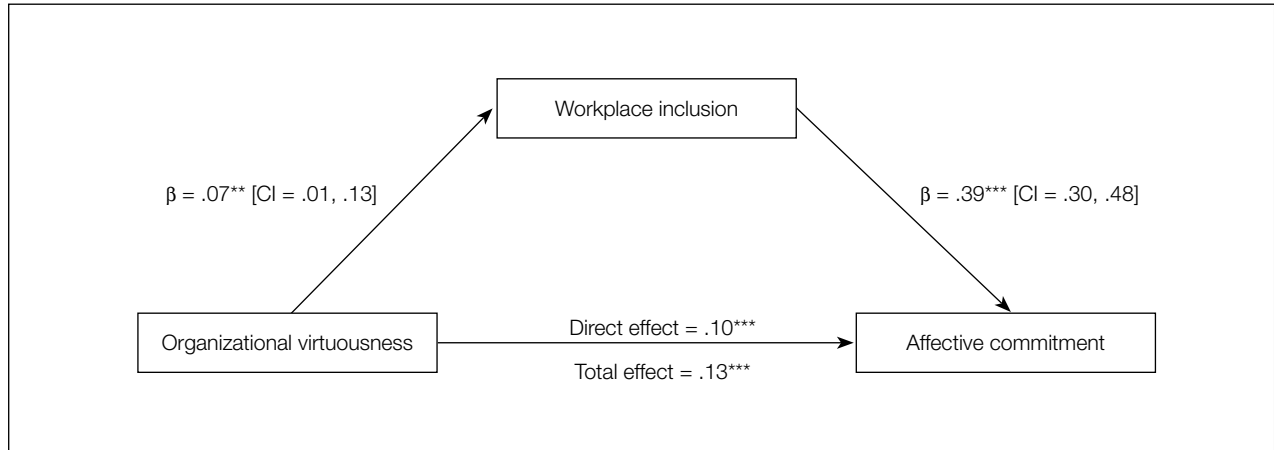 Workplace inclusion
β = .07** [CI = .01, .13]
β = .39*** [CI = .30, .48]
Organizational virtuousness
Direct effect = .10***
Total effect = .13***
Affective commitment